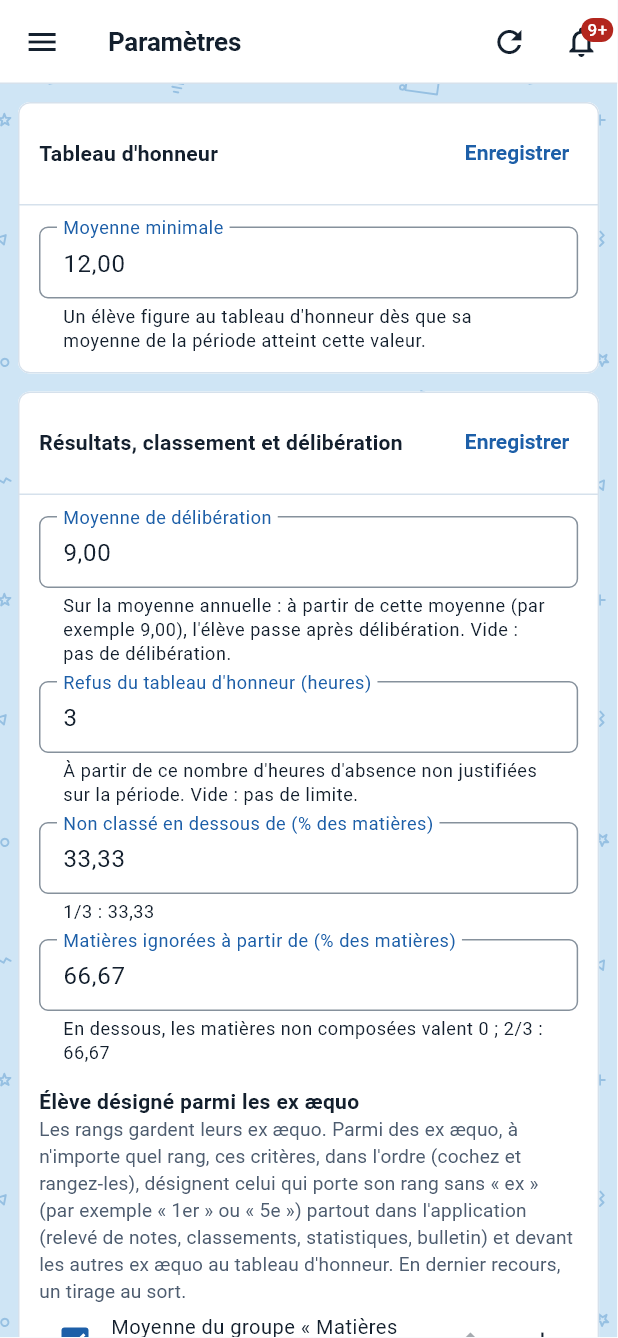 Paramètres
9+
Tableau d'honneur
Enregistrer
Moyenne minimale
12,00
Un élève figure au tableau d'honneur dès que sa
moyenne de la période atteint cette valeur.
Résultats, classement et délibération
Enregistrer
Moyenne de délibération
9,00
Sur la moyenne annuelle : à partir de cette moyenne (par
exemple 9,00), l'élève passe après délibération. Vide :
pas de délibération.
Refus du tableau d'honneur (heures)
3
À partir de ce nombre d'heures d'absence non justifiées
sur la période. Vide : pas de limite.
Non classé en dessous de (% des matières)
33,33
1/3 : 33,33
Matières ignorées à partir de (% des matières)
66,67
En dessous, les matières non composées valent 0 ; 2/3 :
66,67
Élève désigné parmi les ex æquo
Les rangs gardent leurs ex æquo. Parmi des ex æquo, à
n'importe quel rang, ces critères, dans l'ordre (cochez et
rangez-les), désignent celui qui porte son rang sans « ex »
(par exemple « 1er » ou « 5e ») partout dans l'application
(relevé de notes, classements, statistiques, bulletin) et devant
les autres ex æquo au tableau d'honneur. En dernier recours,
un tirage au sort.
Moyenne du groupe « Matières